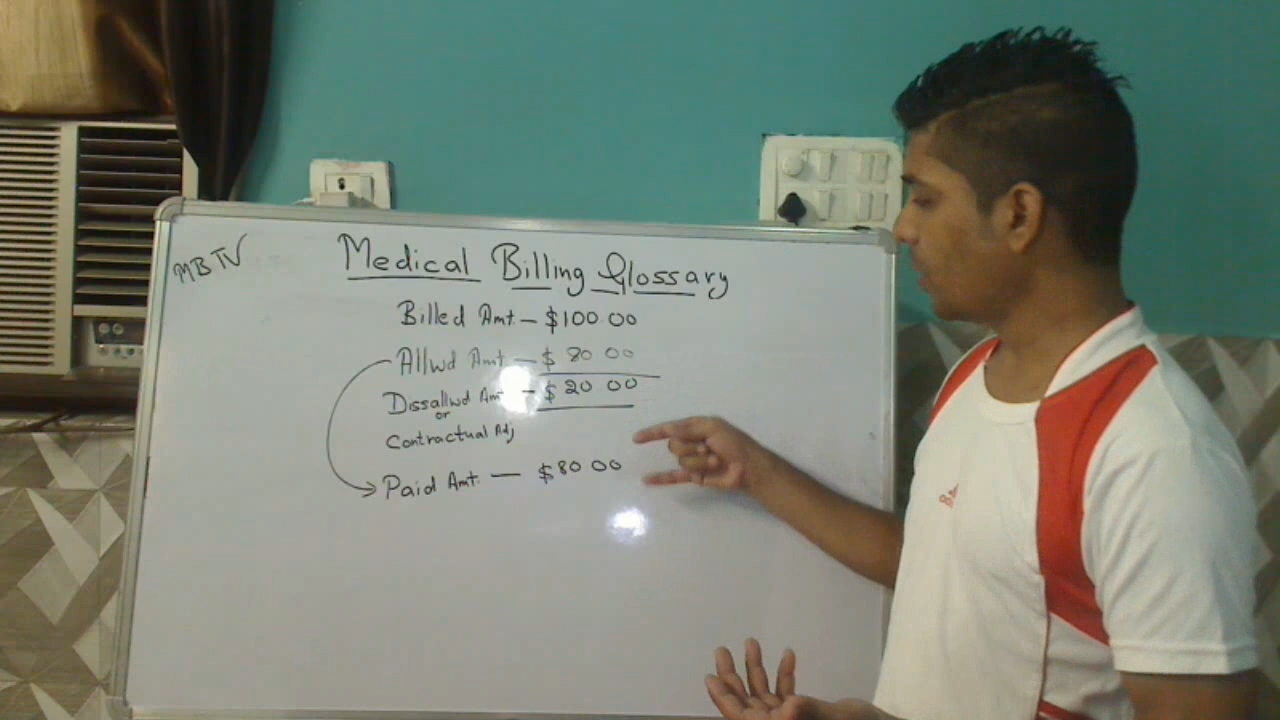 MBTV
Medical Billing Glossary
Billed Amt. – $100.00
Allwd Amt – $ 80.00
Dissallwd Amt – $ 20.00
or
Contractual Adj
Paid Amt. – $80.00